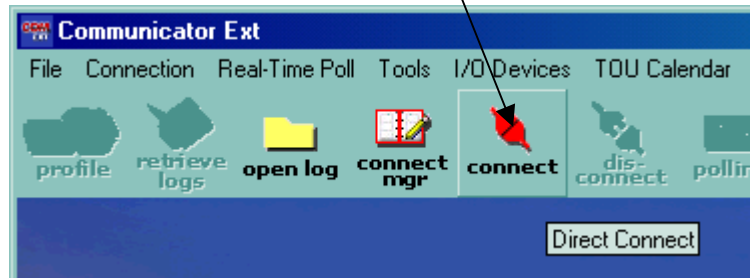 Communicator Ext
File Connection Real-Time Poll Tools I/O Devices TOU Calendar
profile retrieve logs open log connect mgr connect dis-connect pollin
Direct Connect